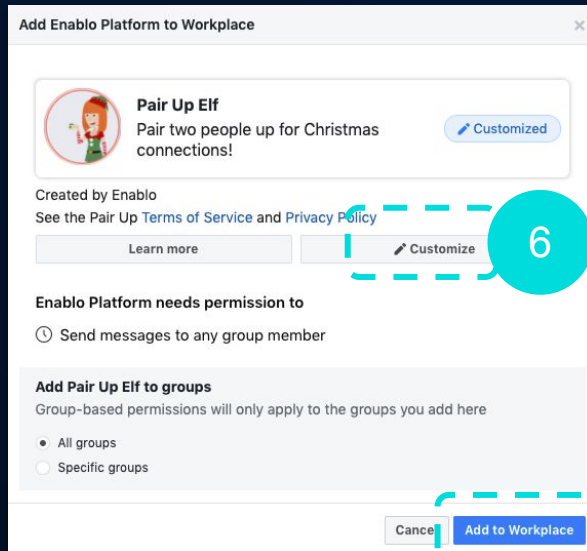 Add Enablo Platform to Workplace
Pair Up Elf
Pair two people up for Christmas
connections!
Customized
Created by Enablo
See the Pair Up Terms of Service and Privacy Policy
Learn more
Customize
6
Enablo Platform needs permission to
Send messages to any group member
Add Pair Up Elf to groups
Group-based permissions will only apply to the groups you add here
All groups
Specific groups
Cancel
Add to Workplace